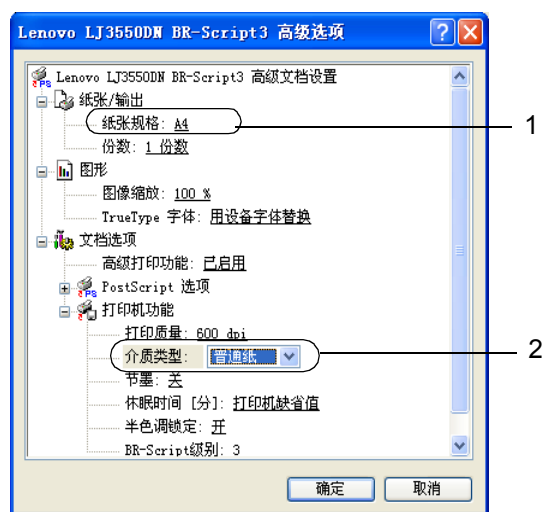 Lenovo LJ3550DN BR-Script3 高级选项
Lenovo LJ3550DN BR-Script3 高级文档设置
纸张/输出
纸张规格: A4
1
份数: 1 份数
图形
图像缩放: 100 %
TrueType 字体: 用设备字体替换
文档选项
高级打印功能: 已启用
PostScript 选项
打印机功能
打印质量: 600 dpi
介质类型: 普通纸
2
节墨: 关
休眠时间 [分]: 打印机缺省值
半色调锁定: 开
BR-Script级别: 3
确定
取消